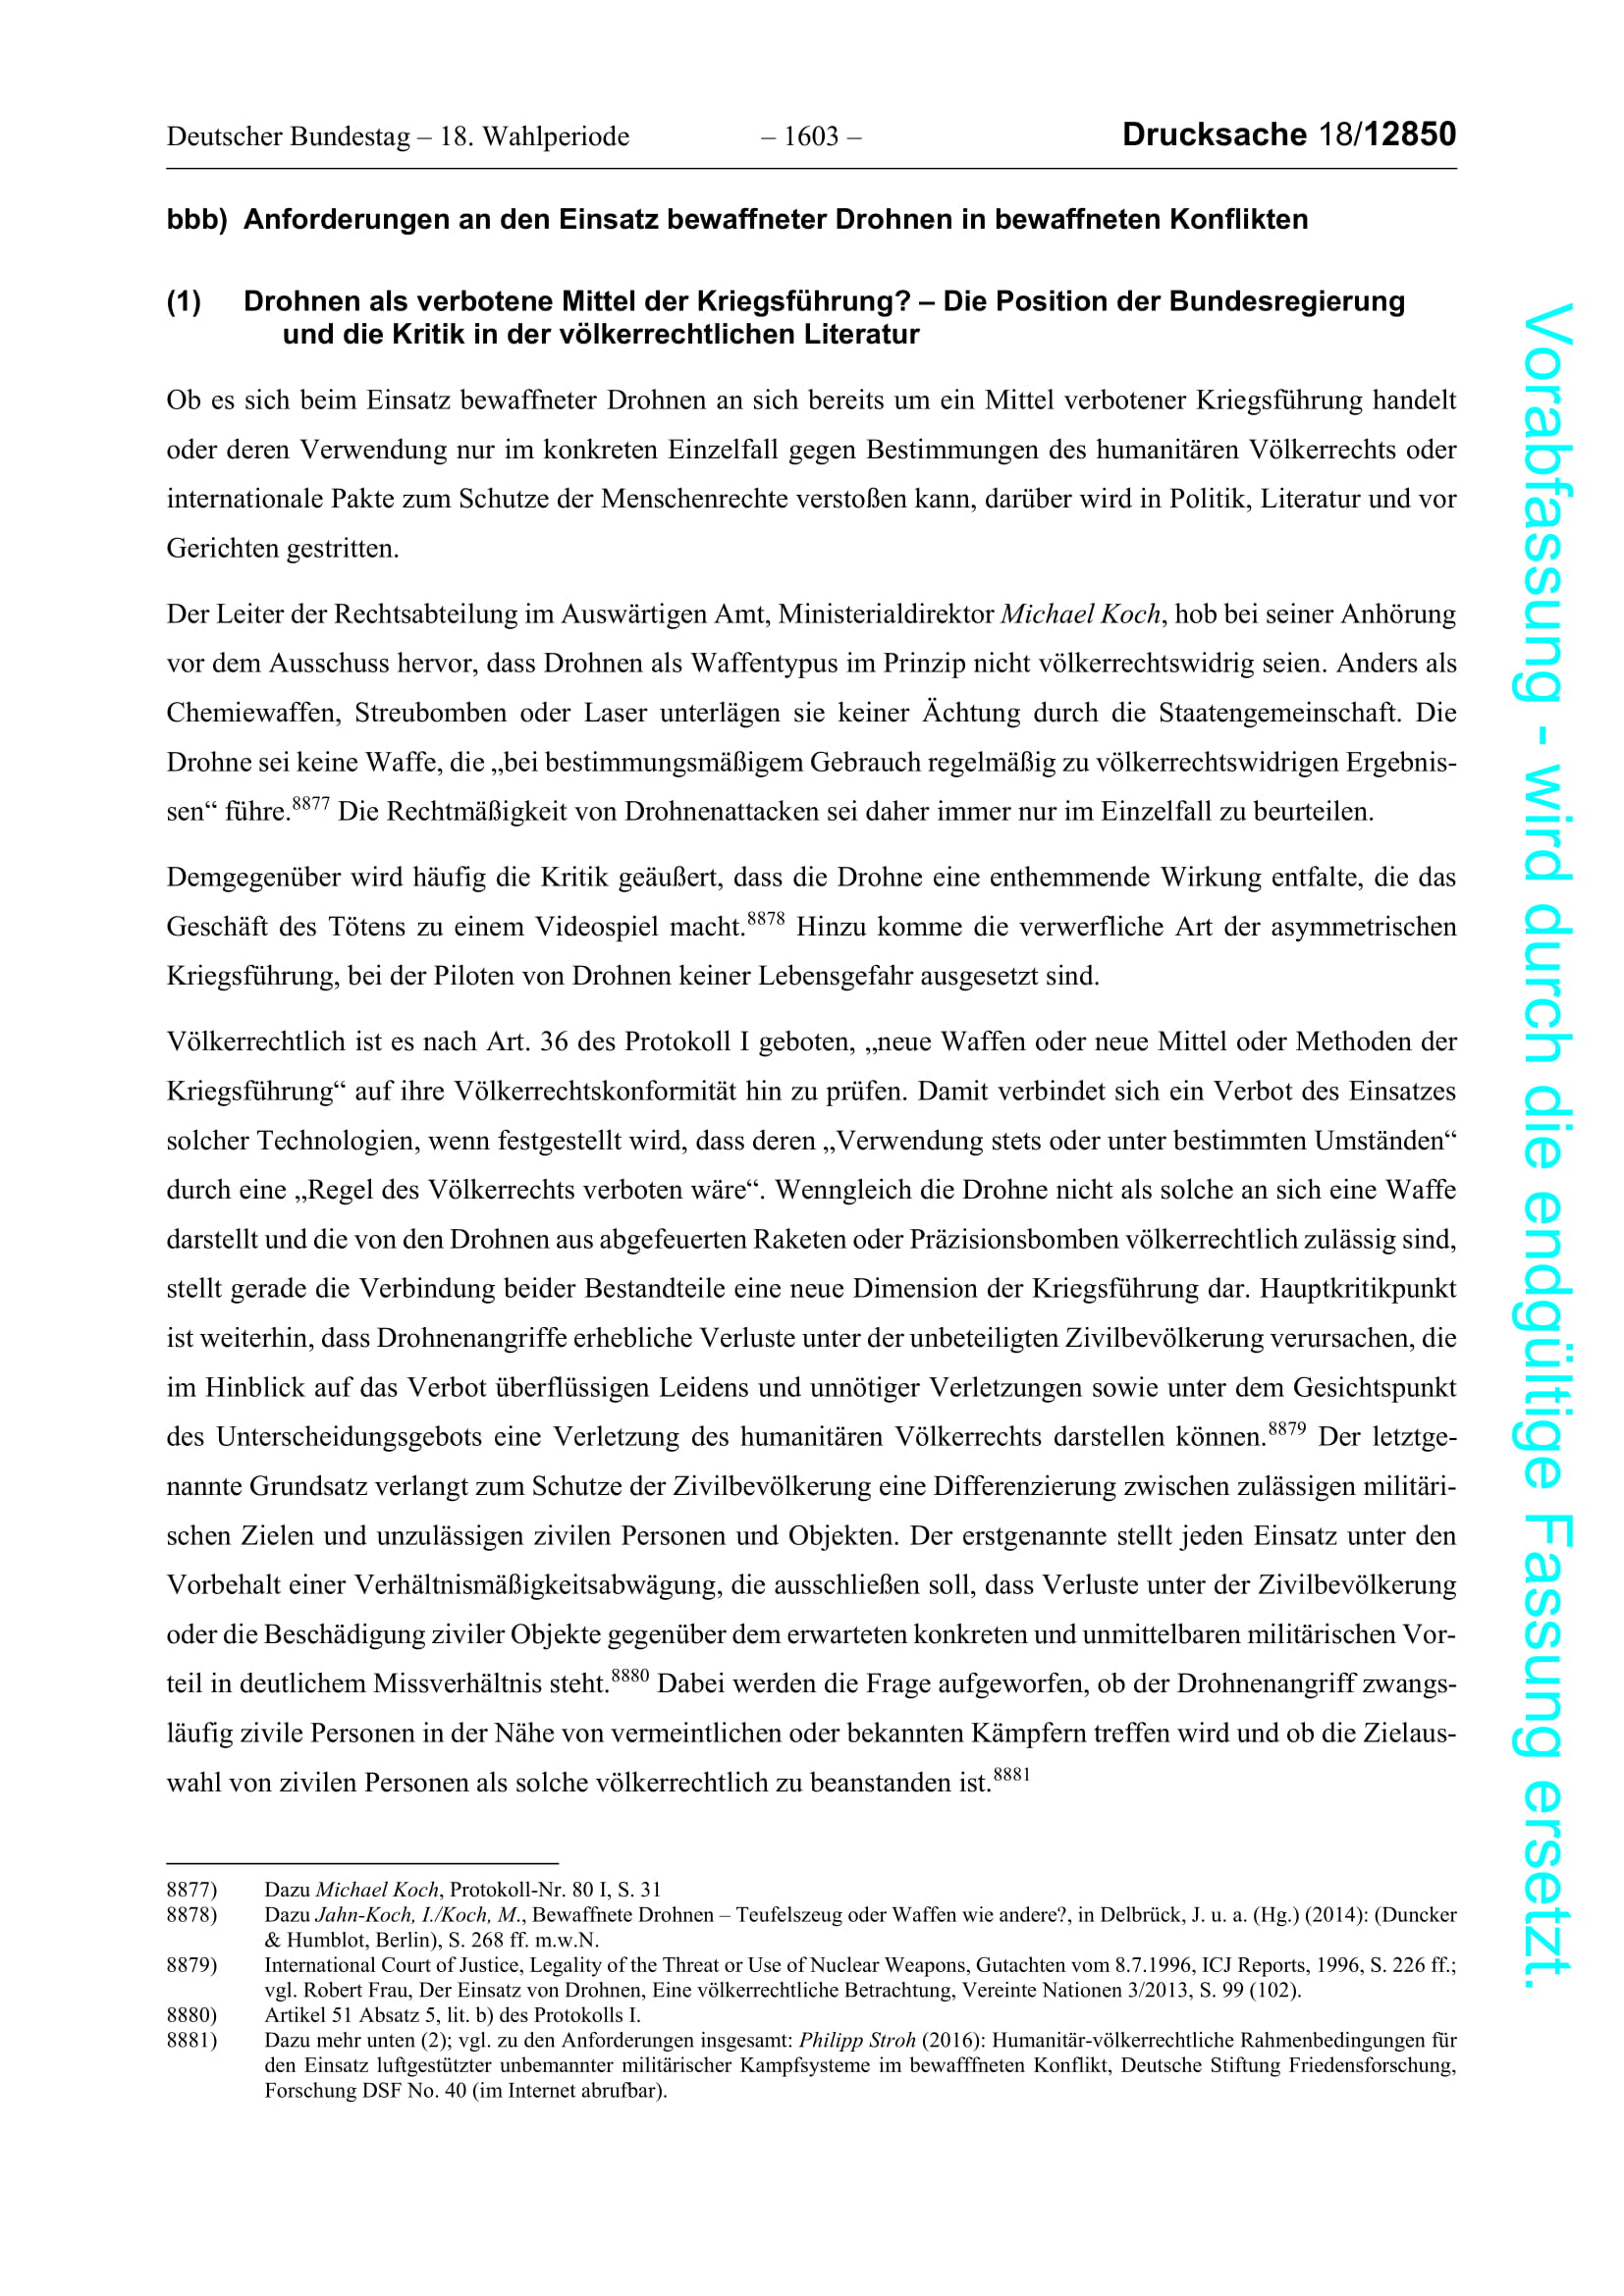 Deutscher Bundestag – 18. Wahlperiode – 1603 – Drucksache 18/12850
bbb) Anforderungen an den Einsatz bewaffneter Drohnen in bewaffneten Konflikten
(1) Drohnen als verbotene Mittel der Kriegsführung? – Die Position der Bundesregierung
und die Kritik in der völkerrechtlichen Literatur
Ob es sich beim Einsatz bewaffneter Drohnen an sich bereits um ein Mittel verbotener Kriegsführung handelt
oder deren Verwendung nur im konkreten Einzelfall gegen Bestimmungen des humanitären Völkerrechts oder
internationale Pakte zum Schutze der Menschenrechte verstoßen kann, darüber wird in Politik, Literatur und vor
Gerichten gestritten.
Der Leiter der Rechtsabteilung im Auswärtigen Amt, Ministerialdirektor Michael Koch, hob bei seiner Anhörung
vor dem Ausschuss hervor, dass Drohnen als Waffentypus im Prinzip nicht völkerrechtswidrig seien. Anders als
Chemiewaffen, Streubomben oder Laser unterlägen sie keiner Ächtung durch die Staatengemeinschaft. Die
Drohne sei keine Waffe, die „bei bestimmungsmäßigem Gebrauch regelmäßig zu völkerrechtswidrigen Ergebnis-
sen“ führe.8877 Die Rechtmäßigkeit von Drohnenattacken sei daher immer nur im Einzelfall zu beurteilen.
Demgegenüber wird häufig die Kritik geäußert, dass die Drohne eine enthemmende Wirkung entfalte, die das
Geschäft des Tötens zu einem Videospiel macht.8878 Hinzu komme die verwerfliche Art der asymmetrischen
Kriegsführung, bei der Piloten von Drohnen keiner Lebensgefahr ausgesetzt sind.
Völkerrechtlich ist es nach Art. 36 des Protokoll I geboten, „neue Waffen oder neue Mittel oder Methoden der
Kriegsführung“ auf ihre Völkerrechtskonformität hin zu prüfen. Damit verbindet sich ein Verbot des Einsatzes
solcher Technologien, wenn festgestellt wird, dass deren „Verwendung stets oder unter bestimmten Umständen“
durch eine „Regel des Völkerrechts verboten wäre“. Wenngleich die Drohne nicht als solche an sich eine Waffe
darstellt und die von den Drohnen aus abgefeuerten Raketen oder Präzisionsbomben völkerrechtlich zulässig sind,
stellt gerade die Verbindung beider Bestandteile eine neue Dimension der Kriegsführung dar. Hauptkritikpunkt
ist weiterhin, dass Drohnenangriffe erhebliche Verluste unter der unbeteiligten Zivilbevölkerung verursachen, die
im Hinblick auf das Verbot überflüssigen Leidens und unnötiger Verletzungen sowie unter dem Gesichtspunkt
des Unterscheidungsgebots eine Verletzung des humanitären Völkerrechts darstellen können.8879 Der letztge-
nannte Grundsatz verlangt zum Schutze der Zivilbevölkerung eine Differenzierung zwischen zulässigen militäri-
schen Zielen und unzulässigen zivilen Personen und Objekten. Der erstgenannte stellt jeden Einsatz unter den
Vorbehalt einer Verhältnismäßigkeitsabwägung, die ausschließen soll, dass Verluste unter der Zivilbevölkerung
oder die Beschädigung ziviler Objekte gegenüber dem erwarteten konkreten und unmittelbaren militärischen Vor-
teil in deutlichem Missverhältnis steht.8880 Dabei werden die Frage aufgeworfen, ob der Drohnenangriff zwangs-
läufig zivile Personen in der Nähe von vermeintlichen oder bekannten Kämpfern treffen wird und ob die Zielaus-
wahl von zivilen Personen als solche völkerrechtlich zu beanstanden ist.8881
8877) Dazu Michael Koch, Protokoll-Nr. 80 I, S. 31
8878) Dazu Jahn-Koch, I./Koch, M., Bewaffnete Drohnen – Teufelszeug oder Waffen wie andere?, in Delbrück, J. u. a. (Hg.) (2014): (Duncker
& Humblot, Berlin), S. 268 ff. m.w.N.
8879) International Court of Justice, Legality of the Threat or Use of Nuclear Weapons, Gutachten vom 8.7.1996, ICJ Reports, 1996, S. 226 ff.;
vgl. Robert Frau, Der Einsatz von Drohnen, Eine völkerrechtliche Betrachtung, Vereinte Nationen 3/2013, S. 99 (102).
8880) Artikel 51 Absatz 5, lit. b) des Protokolls I.
8881) Dazu mehr unten (2); vgl. zu den Anforderungen insgesamt: Philipp Stroh (2016): Humanitär-völkerrechtliche Rahmenbedingungen für
den Einsatz luftgestützter unbemannter militärischer Kampfsysteme im bewafffneten Konflikt, Deutsche Stiftung Friedensforschung,
Forschung DSF No. 40 (im Internet abrufbar).
Vorabfassung - wird durch die endgültige Fassung ersetzt.